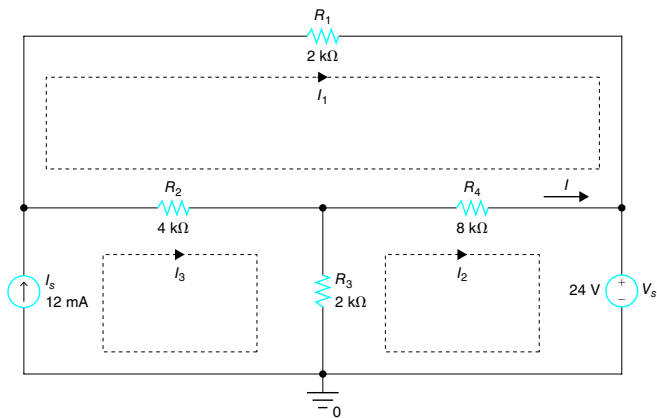 R1
2 kΩ
I1
R2
4 kΩ
R4
8 kΩ
I
I3
I2
Is
12 mA
R3
2 kΩ
24 V
+
−
Vs
0